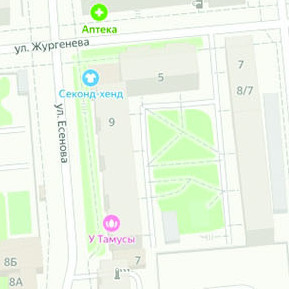 Аптека
ул. Жургенева
5
7
8/7
Секонд-хенд
9
ул. Есенова
У Тамусы
7
8Б
8А